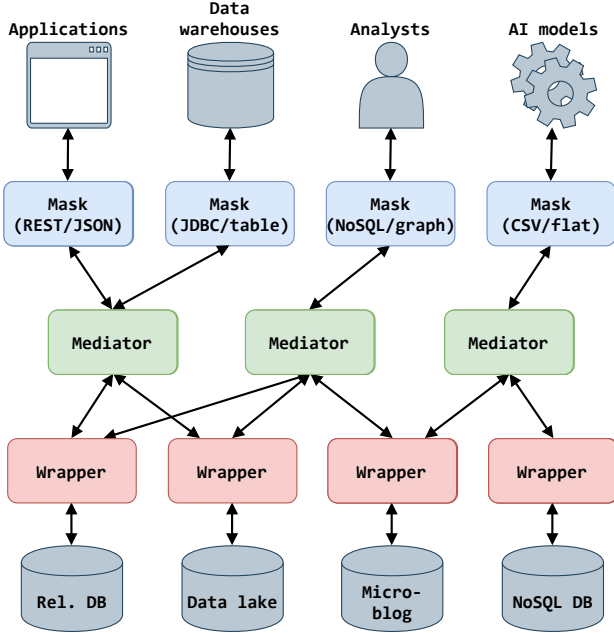 Applications
Data
warehouses
Analysts
AI models
Mask
(REST/JSON)
Mask
(JDBC/table)
Mask
(NoSQL/graph)
Mask
(CSV/flat)
Mediator
Mediator
Mediator
Wrapper
Wrapper
Wrapper
Wrapper
Rel. DB
Data lake
Micro-
blog
NoSQL DB